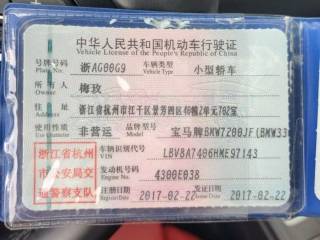 中华人民共和国机动车行驶证
Vehicle License of the People's Republic of China
号牌号码 浙AG00G9 车辆类型 小型轿车
Plate No. Vehicle Type
所有人 梅玫
Owner
住址 浙江省杭州市江干区景芳四区40幢2单元702室
Address
使用性质 非营运 品牌型号 宝马牌BMW7200JF(BMW33
Use Character Model
浙江省杭州 车辆识别代号 LBV8A7406HME97143
VIN
市公安局交 发动机号码 4300E038
Engine No.
通警察支队 注册日期 2017-02-22 发证日期 2017-02-22
Register Date Issue Date